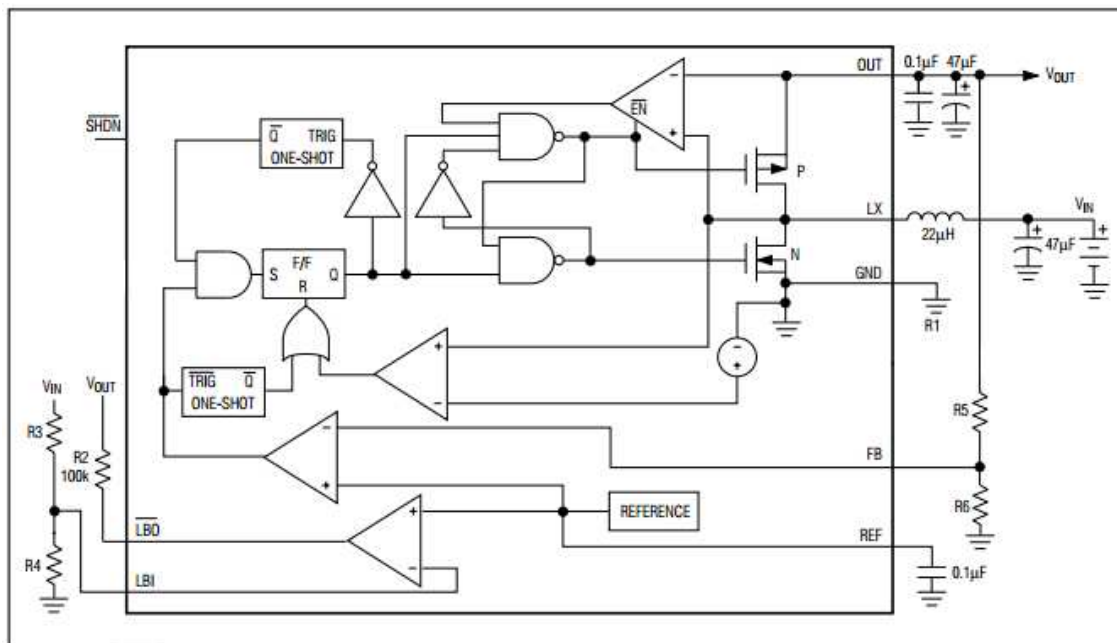 OUT
0.1µF
47µF
VOUT
SHDN
Q TRIG
ONE-SHOT
EN
−
+
P
LX
VIN
22µH
+
47µF
N
GND
R1
S
F/F
R
Q
+
−
−
+
TRIG Q
ONE-SHOT
VIN
VOUT
R3
R2
100k
R5
−
+
FB
R6
LBO
+
−
REFERENCE
REF
R4
LBI
0.1µF